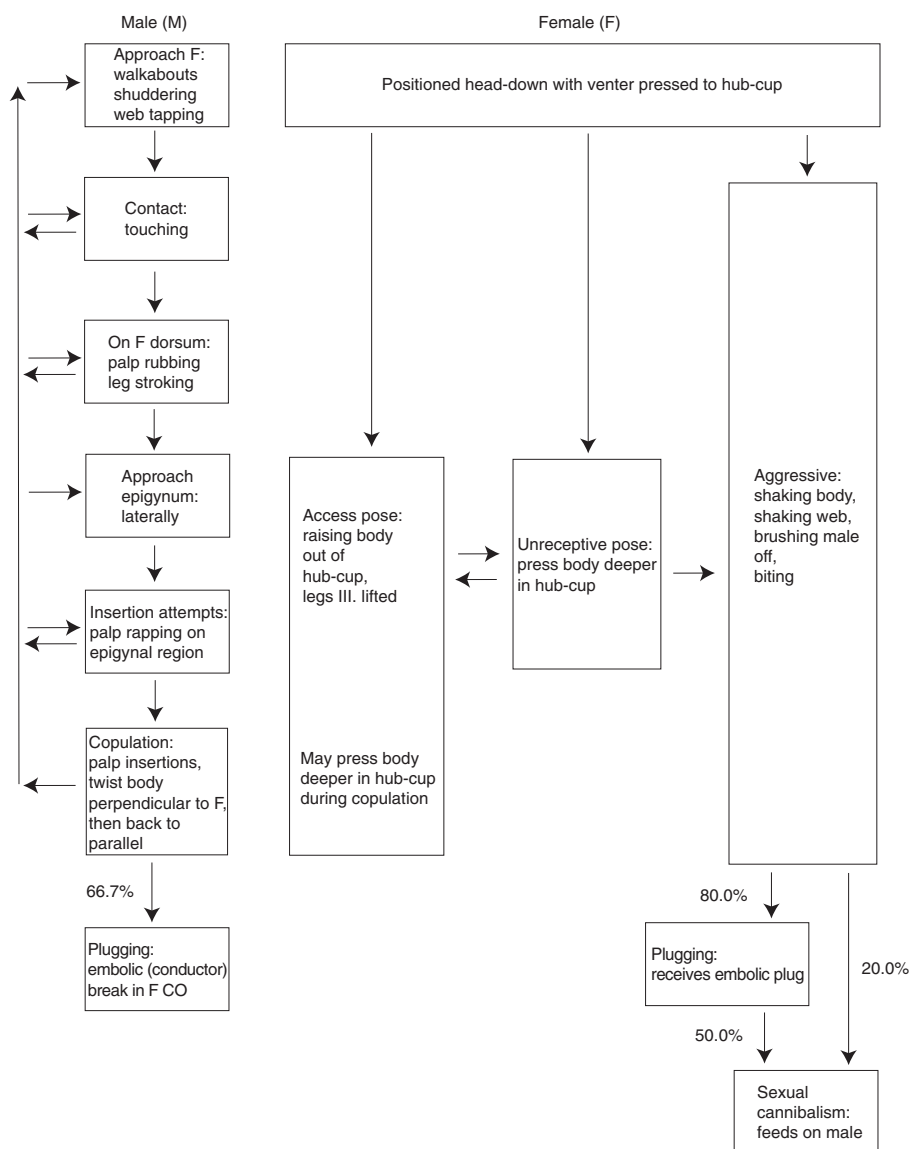 Male (M)
Approach F:
walkabouts
shuddering
web tapping
Contact:
touching
On F dorsum:
palp rubbing
leg stroking
Approach
epigynum:
laterally
Insertion attempts:
palp rapping on
epigynal region
Copulation:
palp insertions,
twist body
perpendicular to F,
then back to
parallel
66.7%
Plugging:
embolic (conductor)
break in F CO
Female (F)
Positioned head-down with venter pressed to hub-cup
Access pose:
raising body
out of
hub-cup,
legs III. lifted
May press body
deeper in hub-cup
during copulation
Unreceptive pose:
press body deeper
in hub-cup
Aggressive:
shaking body,
shaking web,
brushing male
off,
biting
80.0%
Plugging:
receives embolic plug
20.0%
50.0%
Sexual
cannibalism:
feeds on male